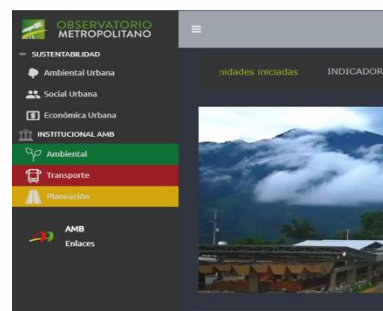 OBSERVATORIO
METROPOLITANO
SUSTENTABILIDAD
Ambiental Urbana
Social Urbana
Económica Urbana
INSTITUCIONAL AMB
Ambiental
Transporte
Planeación
AMB
Enlaces
nidades iniciadas
INDICADOR